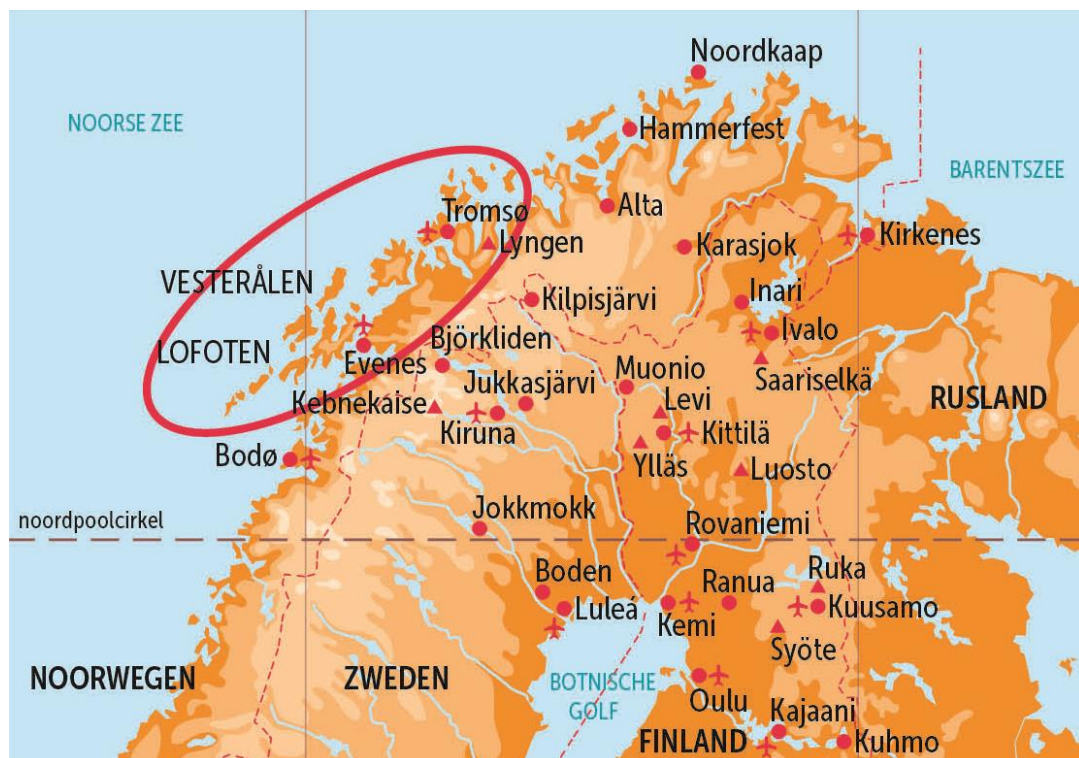 Noordkaap
NOORSE ZEE
Hammerfest
BARENTSZEE
Tromsø
Alta
Lyngen
Karasjok
Kirkenes
VESTERÅLEN
Kilpisjärvi
Inari
Ivalo
LOFOTEN
Evenes
Björkliden
Muonio
Saariselkä
Kebnekaise
Jukkasjärvi
Levi
RUSLAND
Kiruna
Kittilä
Bodø
Ylläs
Luosto
Jokkmokk
noordpoolcirkel
Rovaniemi
Boden
Ranua
Ruka
Luleá
Kemi
Kuusamo
Syöte
NOORWEGEN
ZWEDEN
BOTNISCHE
GOLF
Oulu
Kajaani
FINLAND
Kuhmo